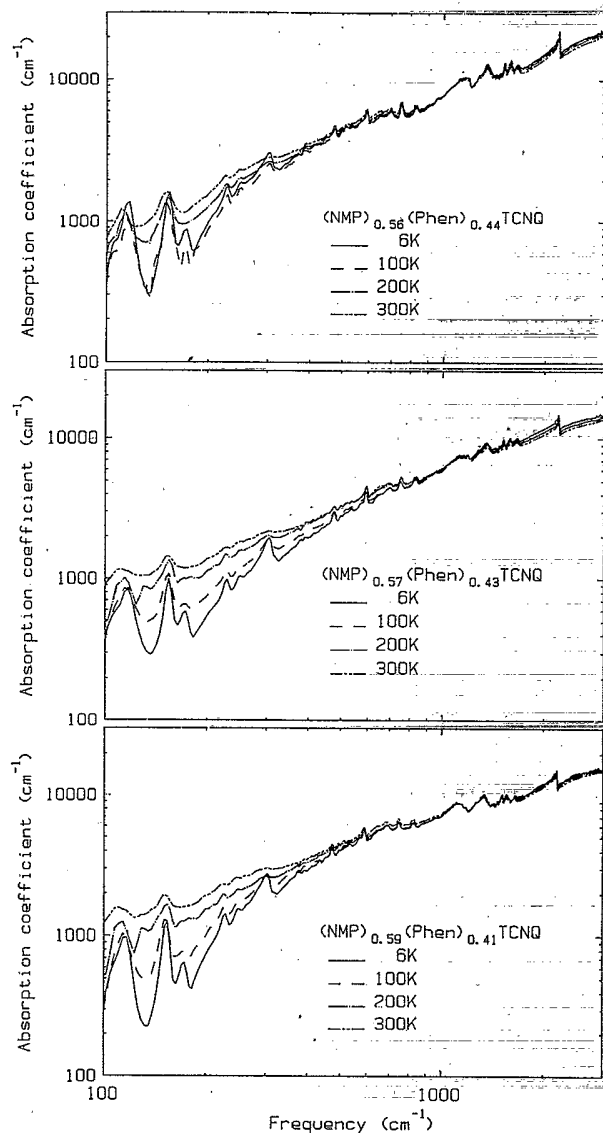 Absorption coefficient (cm⁻¹)
10000
1000
100
(NMP)₀.₅₆(Phen)₀.₄₄TCNQ
6K
100K
200K
300K
Absorption coefficient (cm⁻¹)
10000
1000
100
(NMP)₀.₅₇(Phen)₀.₄₃TCNQ
6K
100K
200K
300K
Absorption coefficient (cm⁻¹)
10000
1000
100
(NMP)₀.₅₉(Phen)₀.₄₁TCNQ
6K
100K
200K
300K
100
1000
Frequency (cm⁻¹)